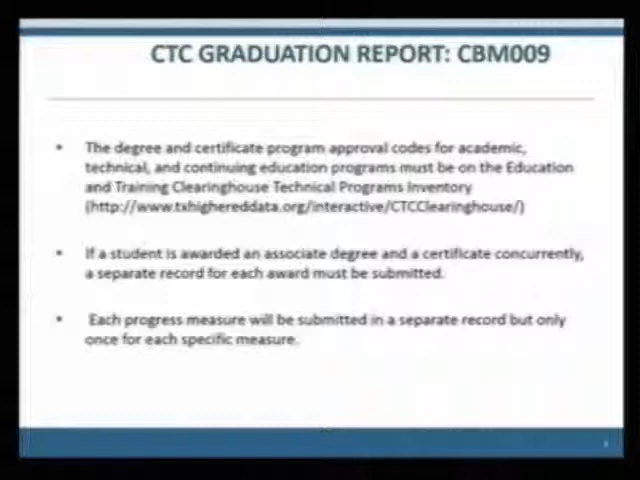 CTC GRADUATION REPORT: CBM009
• The degree and certificate program approval codes for academic,
technical, and continuing education programs must be on the Education
and Training Clearinghouse Technical Programs Inventory
(http://www.txhighereddata.org/interactive/CTCClearinghouse/)
• If a student is awarded an associate degree and a certificate concurrently,
a separate record for each award must be submitted.
• Each progress measure will be submitted in a separate record but only
once for each specific measure.